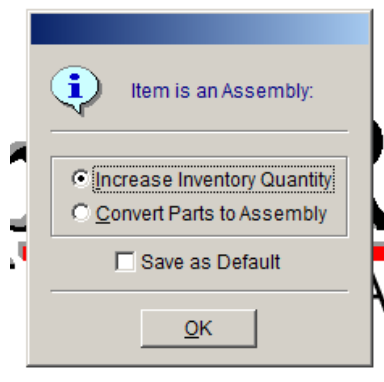 Item is an Assembly:
Increase Inventory Quantity
Convert Parts to Assembly
Save as Default
OK